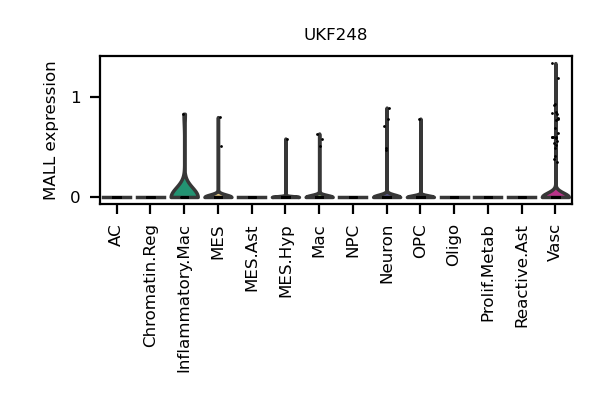 UKF248
MALL expression
1
0
AC
Chromatin.Reg
Inflammatory.Mac
MES
MES.Ast
MES.Hyp
Mac
NPC
Neuron
OPC
Oligo
Prolif.Metab
Reactive.Ast
Vasc